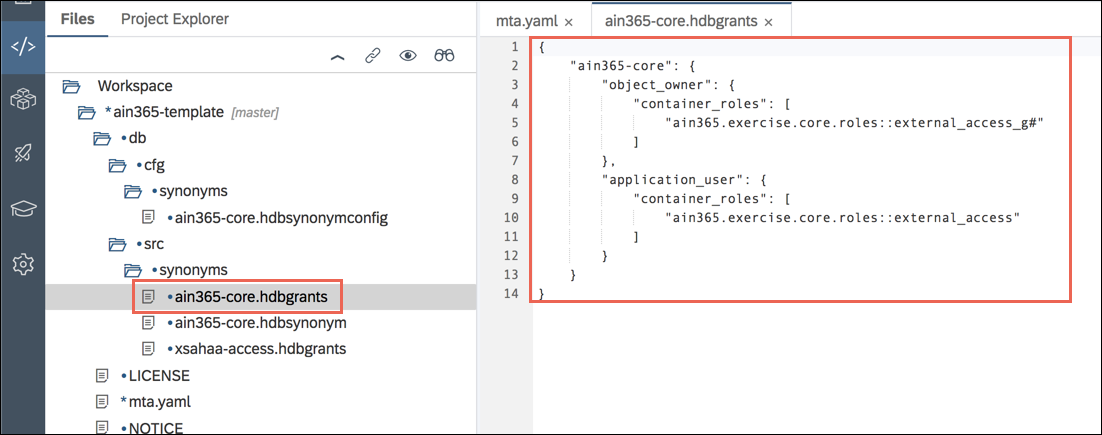 Files Project Explorer
Workspace
*ain365-template [master]
db
cfg
synonyms
ain365-core.hdbsynonymconfig
src
synonyms
ain365-core.hdbgrants
ain365-core.hdbsynonym
xsahaa-access.hdbgrants
LICENSE
*mta.yaml
NOTICE
mta.yaml × ain365-core.hdbgrants ×
1 {
2 "ain365-core": {
3 "object_owner": {
4 "container_roles": [
5 "ain365.exercise.core.roles::external_access_g#"
6 ]
7 },
8 "application_user": {
9 "container_roles": [
10 "ain365.exercise.core.roles::external_access"
11 ]
12 }
13 }
14 }